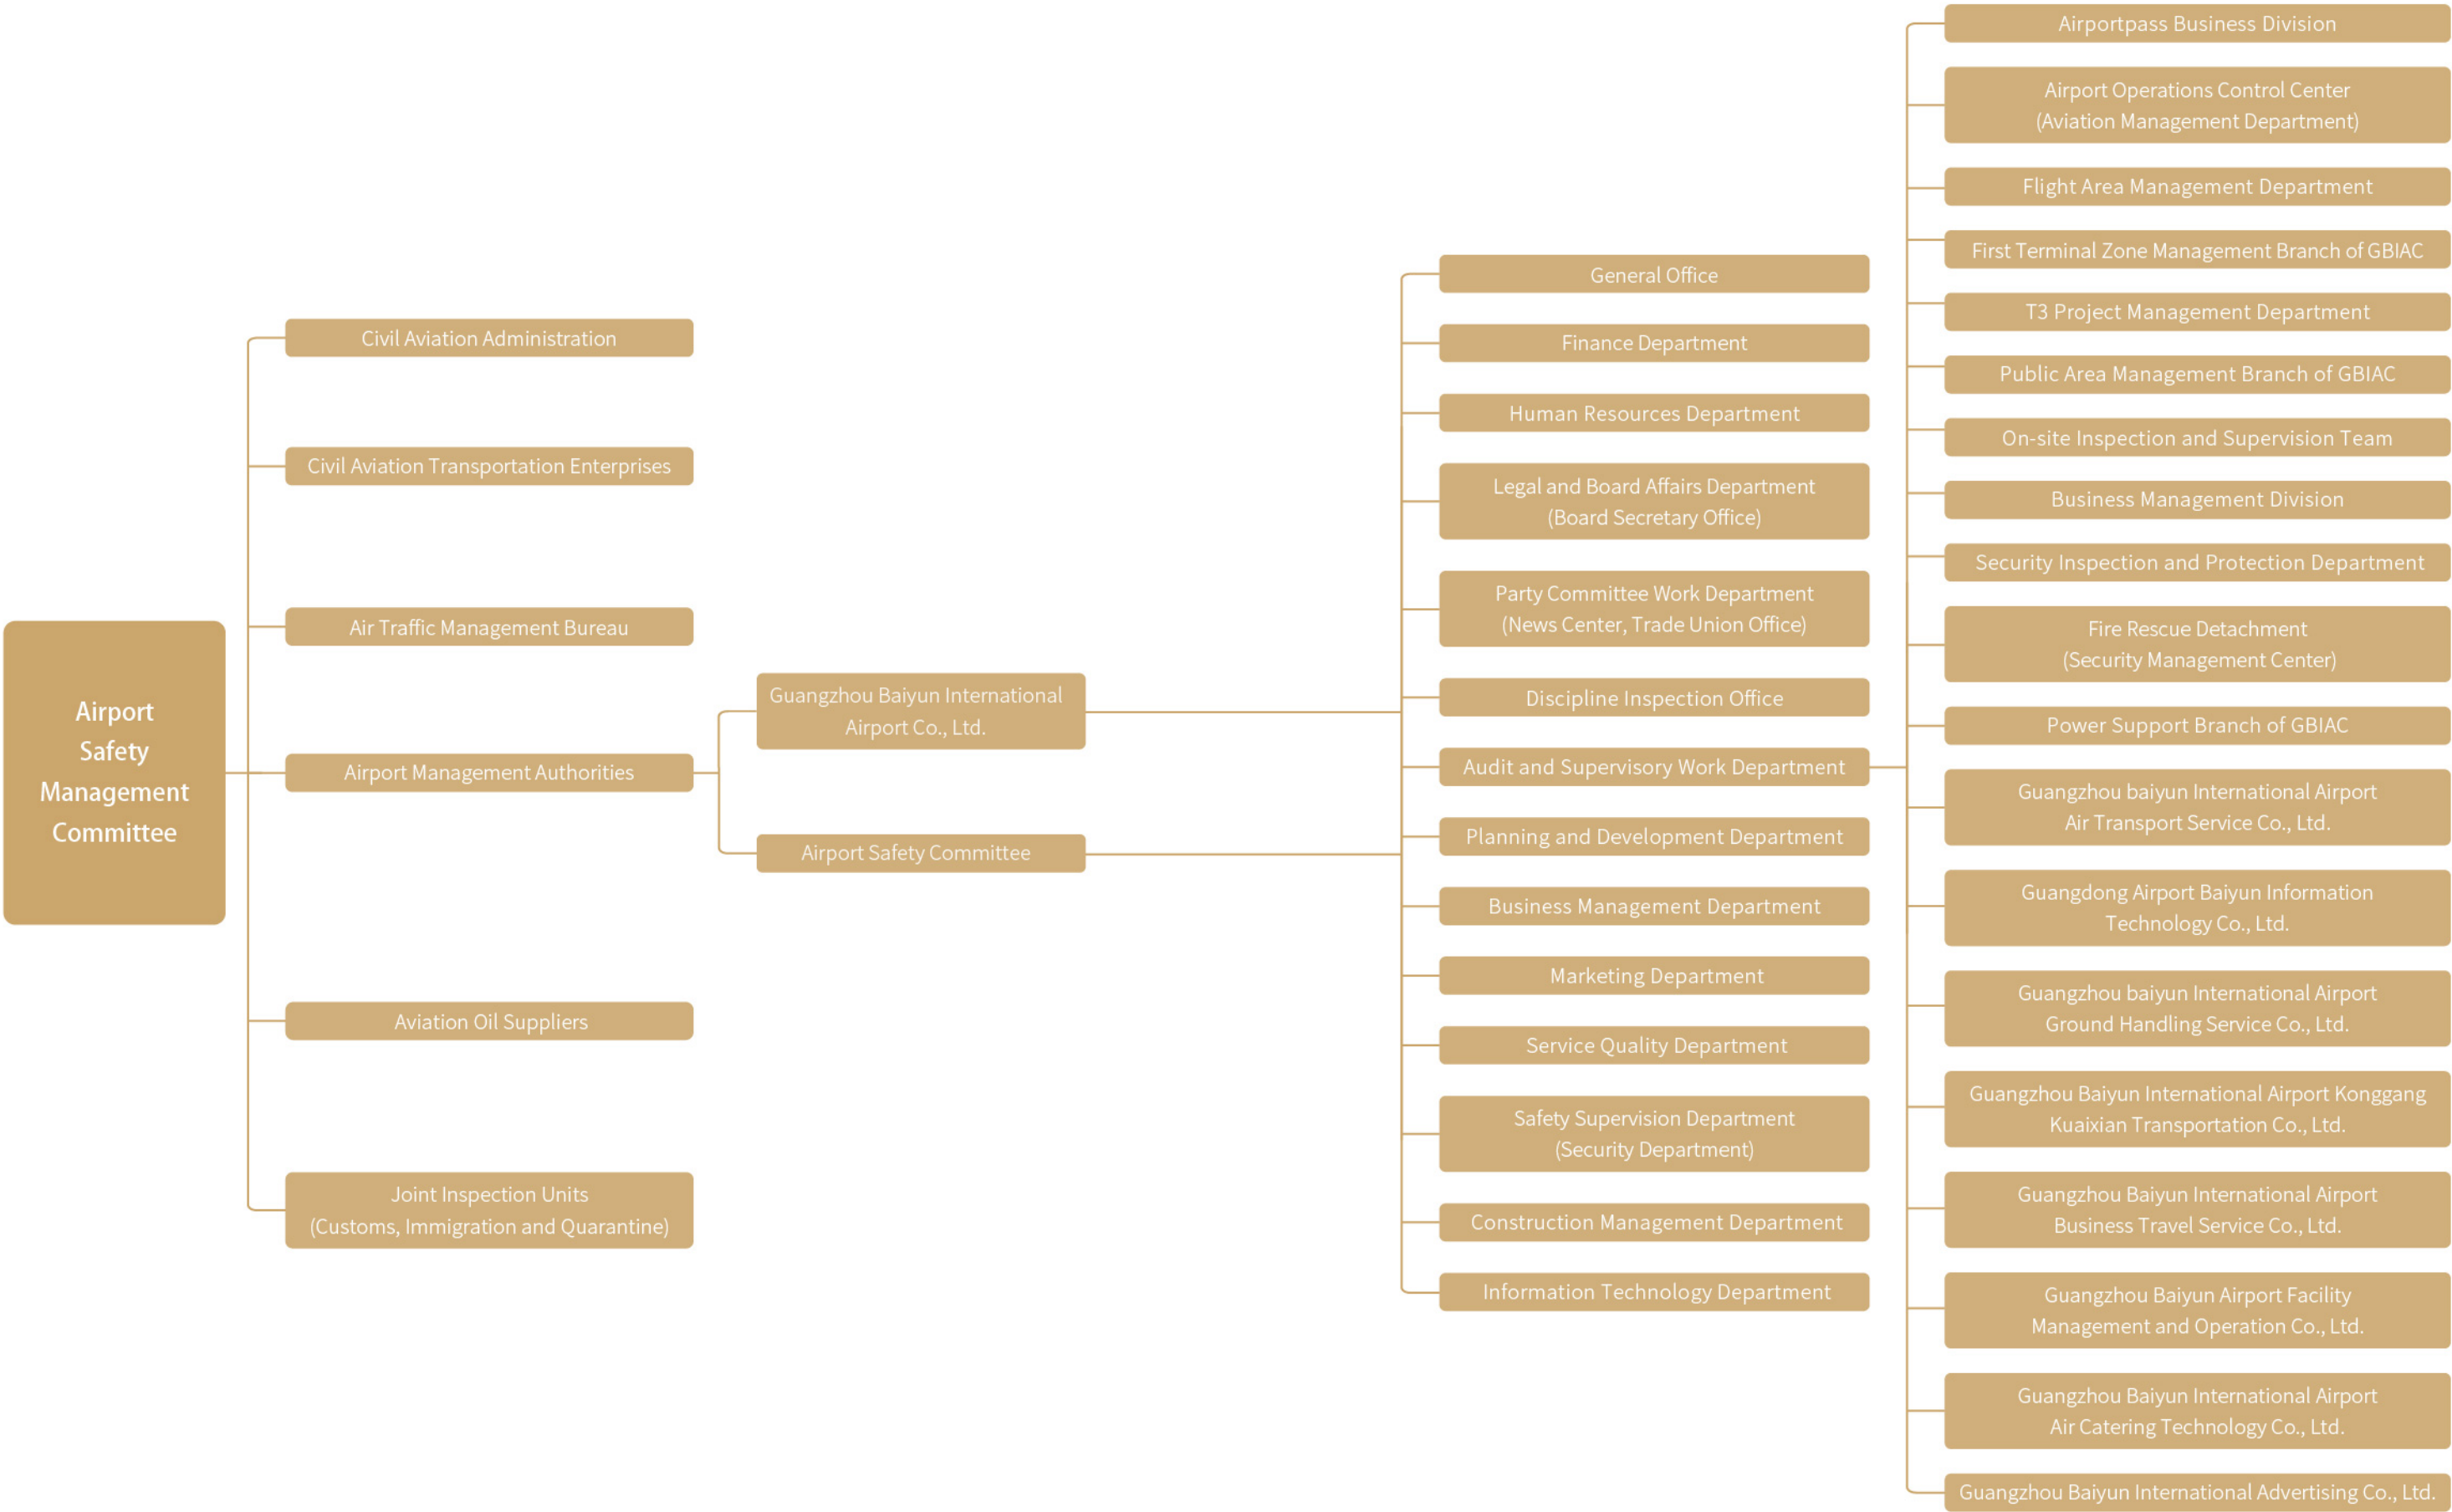 Airport
Safety
Management
Committee
Civil Aviation Administration
Civil Aviation Transportation Enterprises
Air Traffic Management Bureau
Airport Management Authorities
Aviation Oil Suppliers
Joint Inspection Units
(Customs, Immigration and Quarantine)
Guangzhou Baiyun International
Airport Co., Ltd.
Airport Safety Committee
General Office
Finance Department
Human Resources Department
Legal and Board Affairs Department
(Board Secretary Office)
Party Committee Work Department
(News Center, Trade Union Office)
Discipline Inspection Office
Audit and Supervisory Work Department
Planning and Development Department
Business Management Department
Marketing Department
Service Quality Department
Safety Supervision Department
(Security Department)
Construction Management Department
Information Technology Department
Airportpass Business Division
Airport Operations Control Center
(Aviation Management Department)
Flight Area Management Department
First Terminal Zone Management Branch of GBIAC
T3 Project Management Department
Public Area Management Branch of GBIAC
On-site Inspection and Supervision Team
Business Management Division
Security Inspection and Protection Department
Fire Rescue Detachment
(Security Management Center)
Power Support Branch of GBIAC
Guangzhou baiyun International Airport
Air Transport Service Co., Ltd.
Guangdong Airport Baiyun Information
Technology Co., Ltd.
Guangzhou baiyun International Airport
Ground Handling Service Co., Ltd.
Guangzhou Baiyun International Airport Konggang
Kuaixian Transportation Co., Ltd.
Guangzhou Baiyun International Airport
Business Travel Service Co., Ltd.
Guangzhou Baiyun Airport Facility
Management and Operation Co., Ltd.
Guangzhou Baiyun International Airport
Air Catering Technology Co., Ltd.
Guangzhou Baiyun International Advertising Co., Ltd.